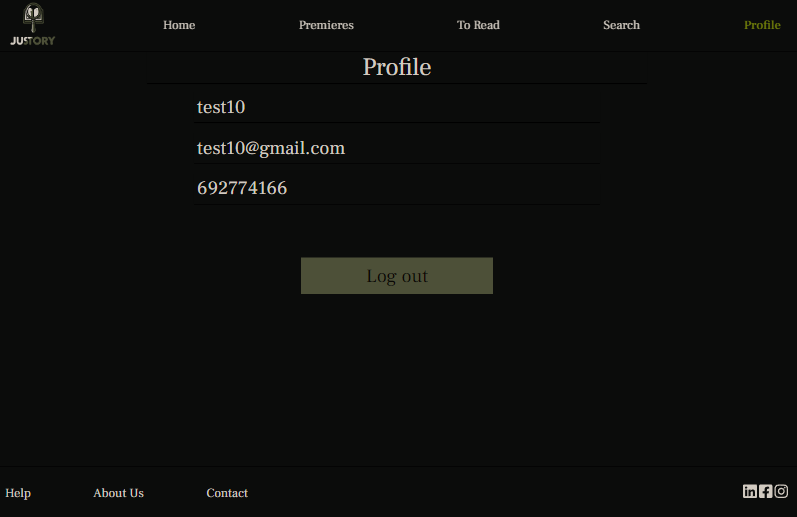 JUSTORY
Home Premieres To Read Search Profile
Profile
test10
test10@gmail.com
692774166
Log out
Help About Us Contact